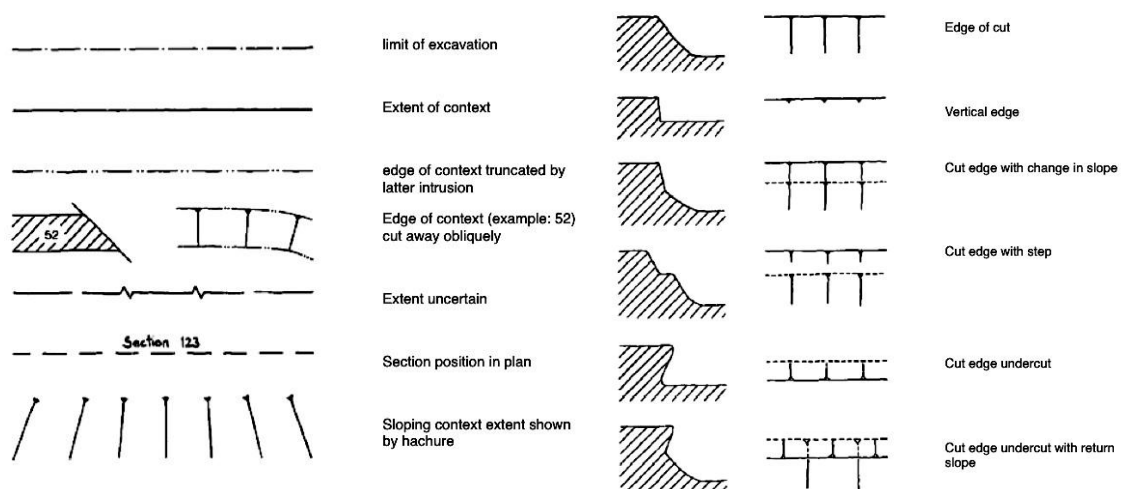 limit of excavation
Extent of context
edge of context truncated by
latter intrusion
52
Edge of context (example: 52)
cut away obliquely
Extent uncertain
Section 123
Section position in plan
Sloping context extent shown
by hachure
Edge of cut
Vertical edge
Cut edge with change in slope
Cut edge with step
Cut edge undercut
Cut edge undercut with return
slope